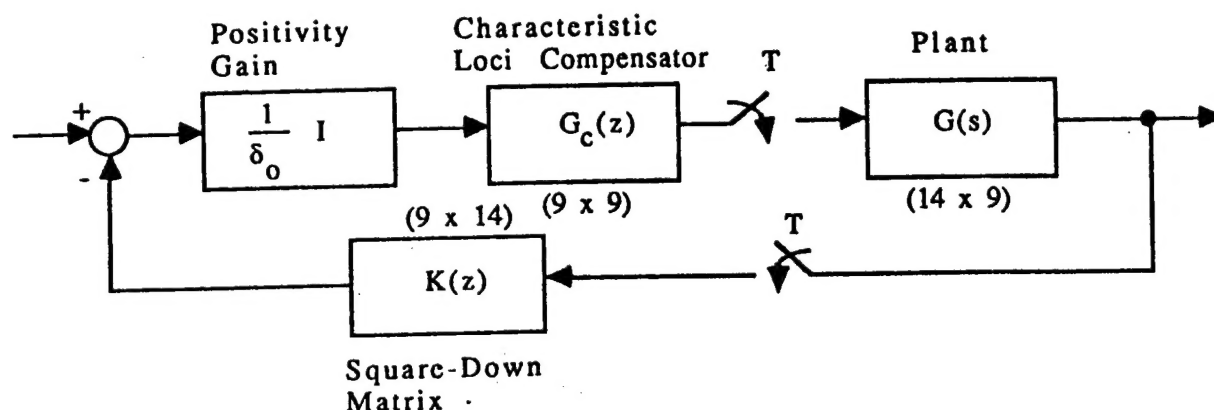 Positivity
Gain
Characteristic
Loci Compensator
Plant
T
+
-
1
δo
I
Gc(z)
G(s)
(9 x 14)
(9 x 9)
(14 x 9)
T
K(z)
Square-Down
Matrix